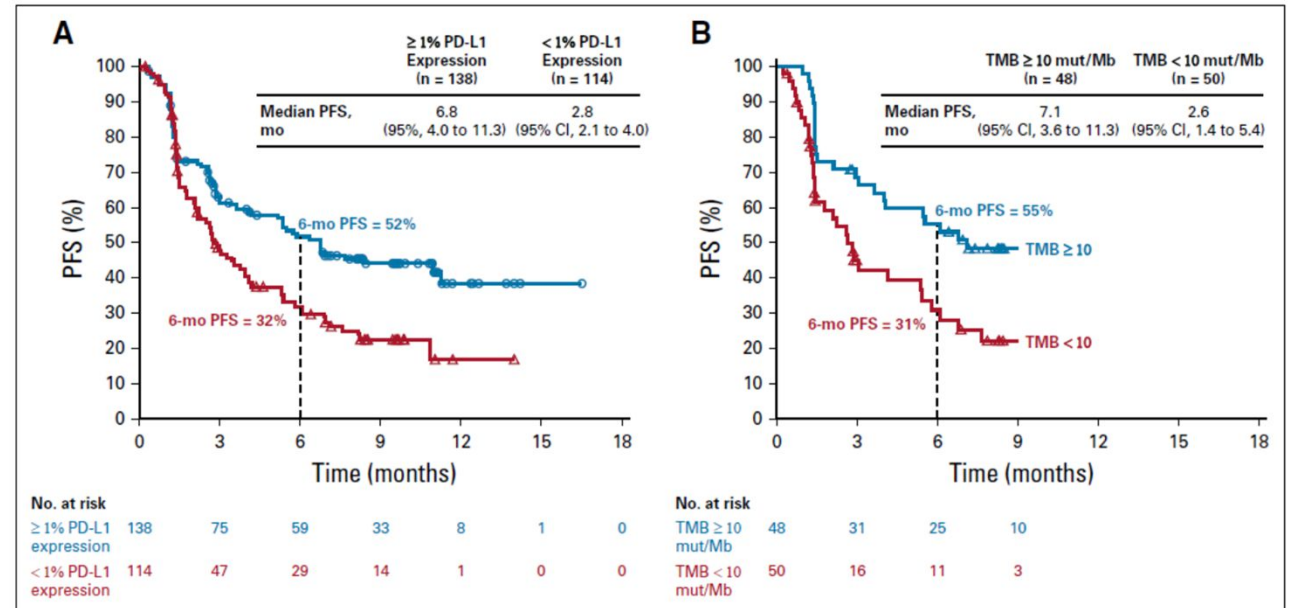 A
≥ 1% PD-L1 Expression (n = 138)
< 1% PD-L1 Expression (n = 114)
Median PFS, mo
6.8 (95%, 4.0 to 11.3)
2.8 (95% CI, 2.1 to 4.0)
PFS (%)
100
90
80
70
60
50
40
30
20
10
0
6-mo PFS = 52%
6-mo PFS = 32%
0 3 6 9 12 15 18
Time (months)
No. at risk
≥ 1% PD-L1 expression 138 75 59 33 8 1 0
< 1% PD-L1 expression 114 47 29 14 1 0 0
B
TMB ≥ 10 mut/Mb (n = 48)
TMB < 10 mut/Mb (n = 50)
Median PFS, mo
7.1 (95% CI, 3.6 to 11.3)
2.6 (95% CI, 1.4 to 5.4)
PFS (%)
100
90
80
70
60
50
40
30
20
10
0
6-mo PFS = 55%
TMB ≥ 10
6-mo PFS = 31%
TMB < 10
0 3 6 9 12 15 18
Time (months)
No. at risk
TMB ≥ 10 mut/Mb 48 31 25 10
TMB < 10 mut/Mb 50 16 11 3